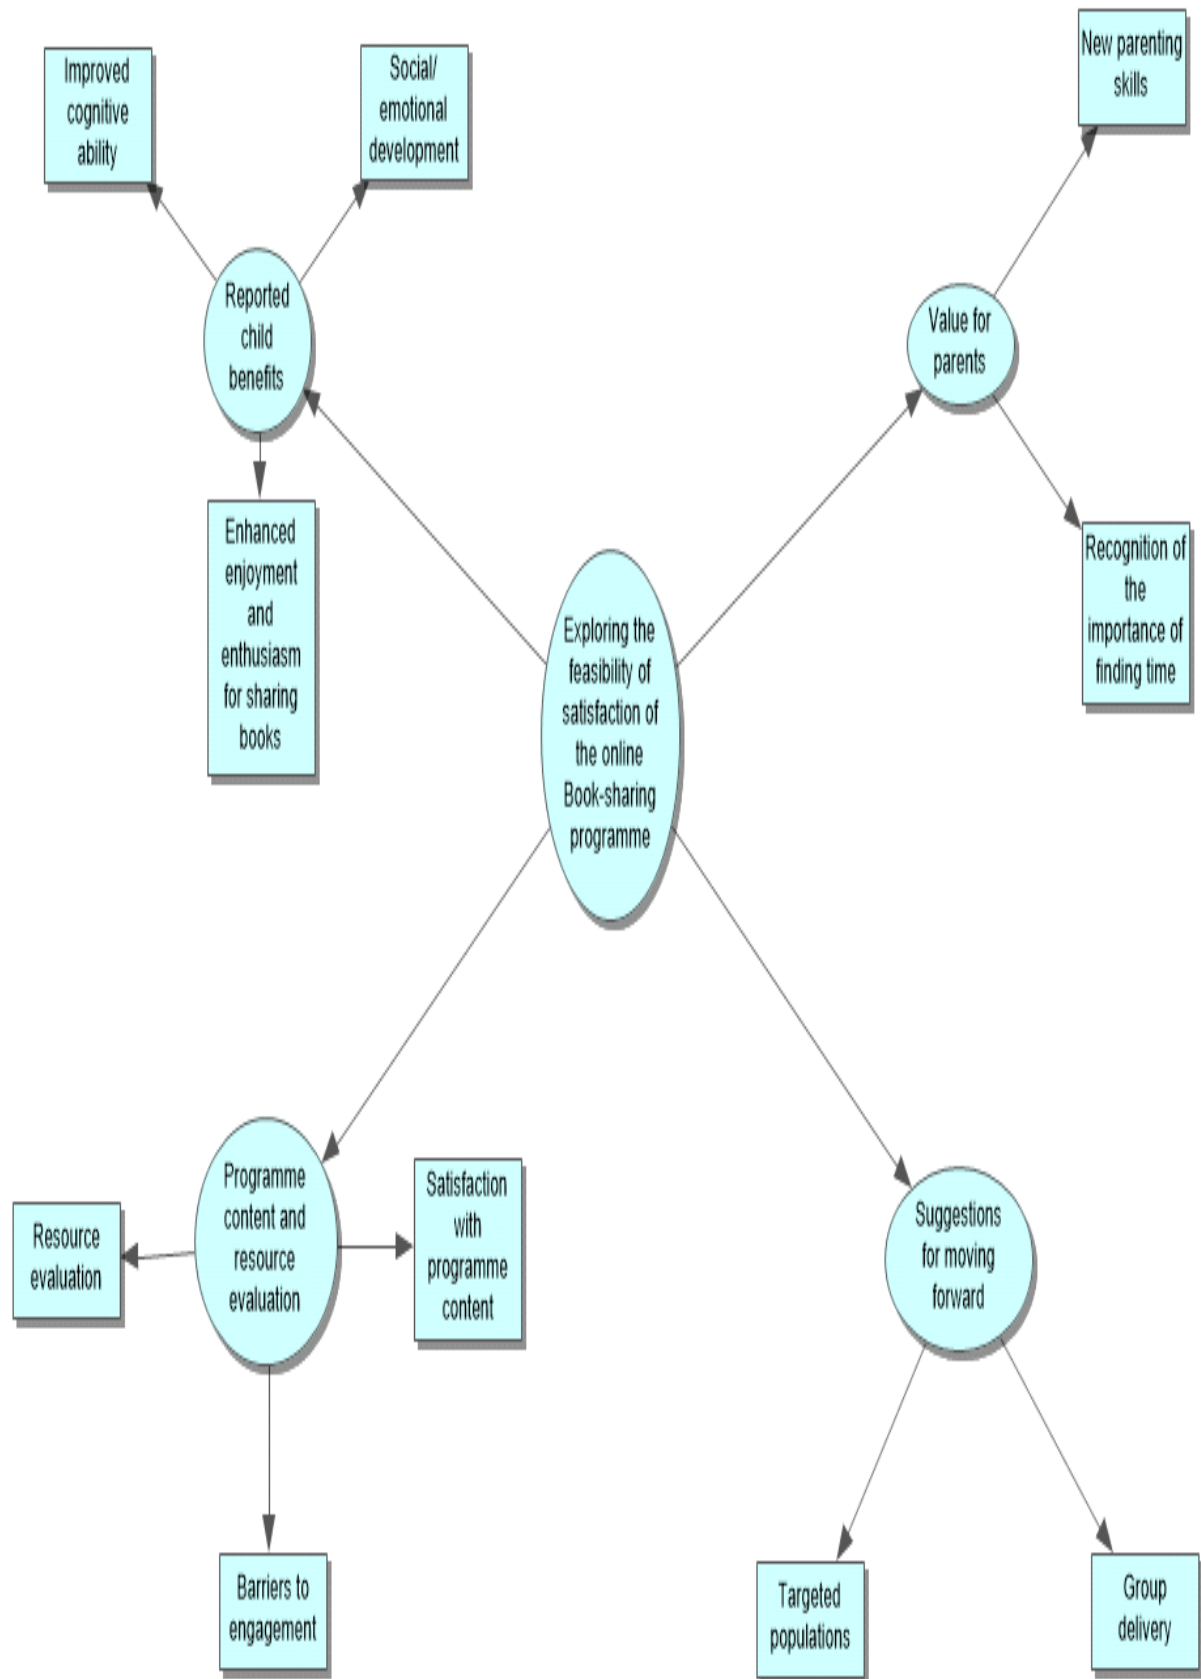 Improved
cognitive
ability
Social/
emotional
development
New parenting
skills
Reported
child
benefits
Value for
parents
Enhanced
enjoyment
and
enthusiasm
for sharing
books
Recognition of
the
importance of
finding time
Exploring the
feasibility of
satisfaction of
the online
Book-sharing
programme
Programme
content and
resource
evaluation
Satisfaction
with
programme
content
Resource
evaluation
Suggestions
for moving
forward
Barriers to
engagement
Targeted
populations
Group
delivery